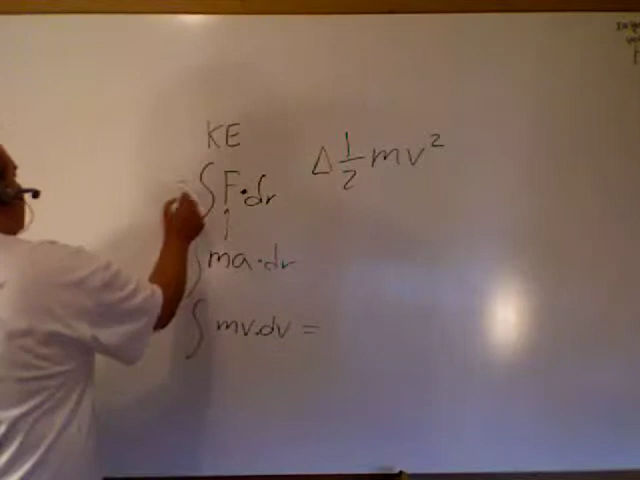 KE
∫F·dr
Δ½mv²
∫ma·dr
∫mv.dv =